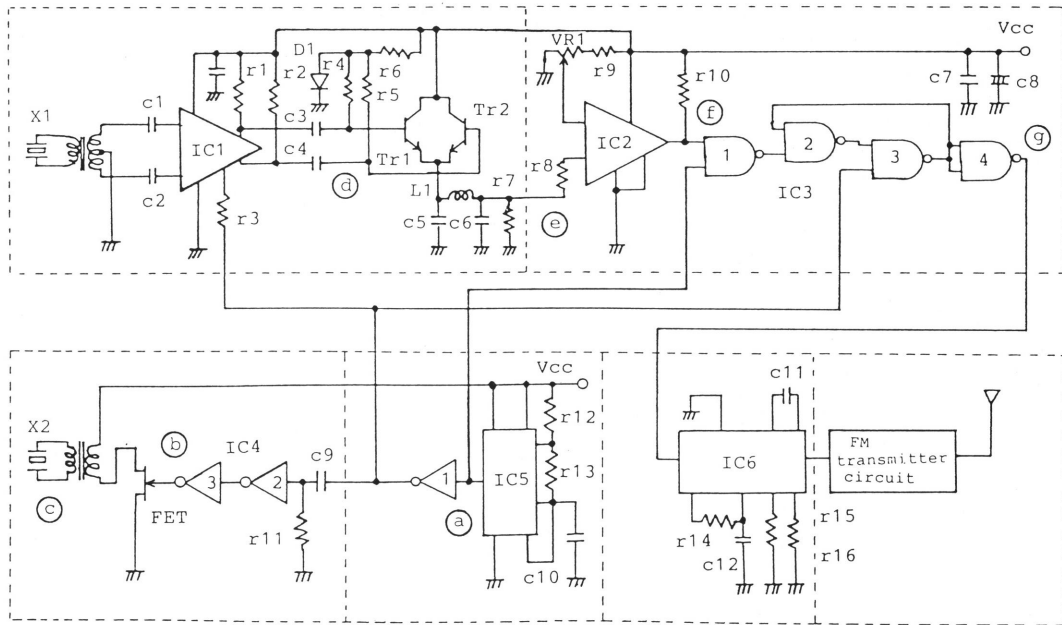 X1
c1
c2
IC1
r1
r2
r3
D1
r4
r6
r5
c3
c4
d
Tr1
Tr2
L1
c5
c6
r7
e
r8
VR1
r9
IC2
r10
f
1
2
3
4
IC3
Vcc
c7
c8
g
X2
c
b
FET
IC4
3
2
r11
c9
1
a
IC5
Vcc
r12
r13
c10
IC6
c11
r14
c12
r15
r16
FM
transmitter
circuit